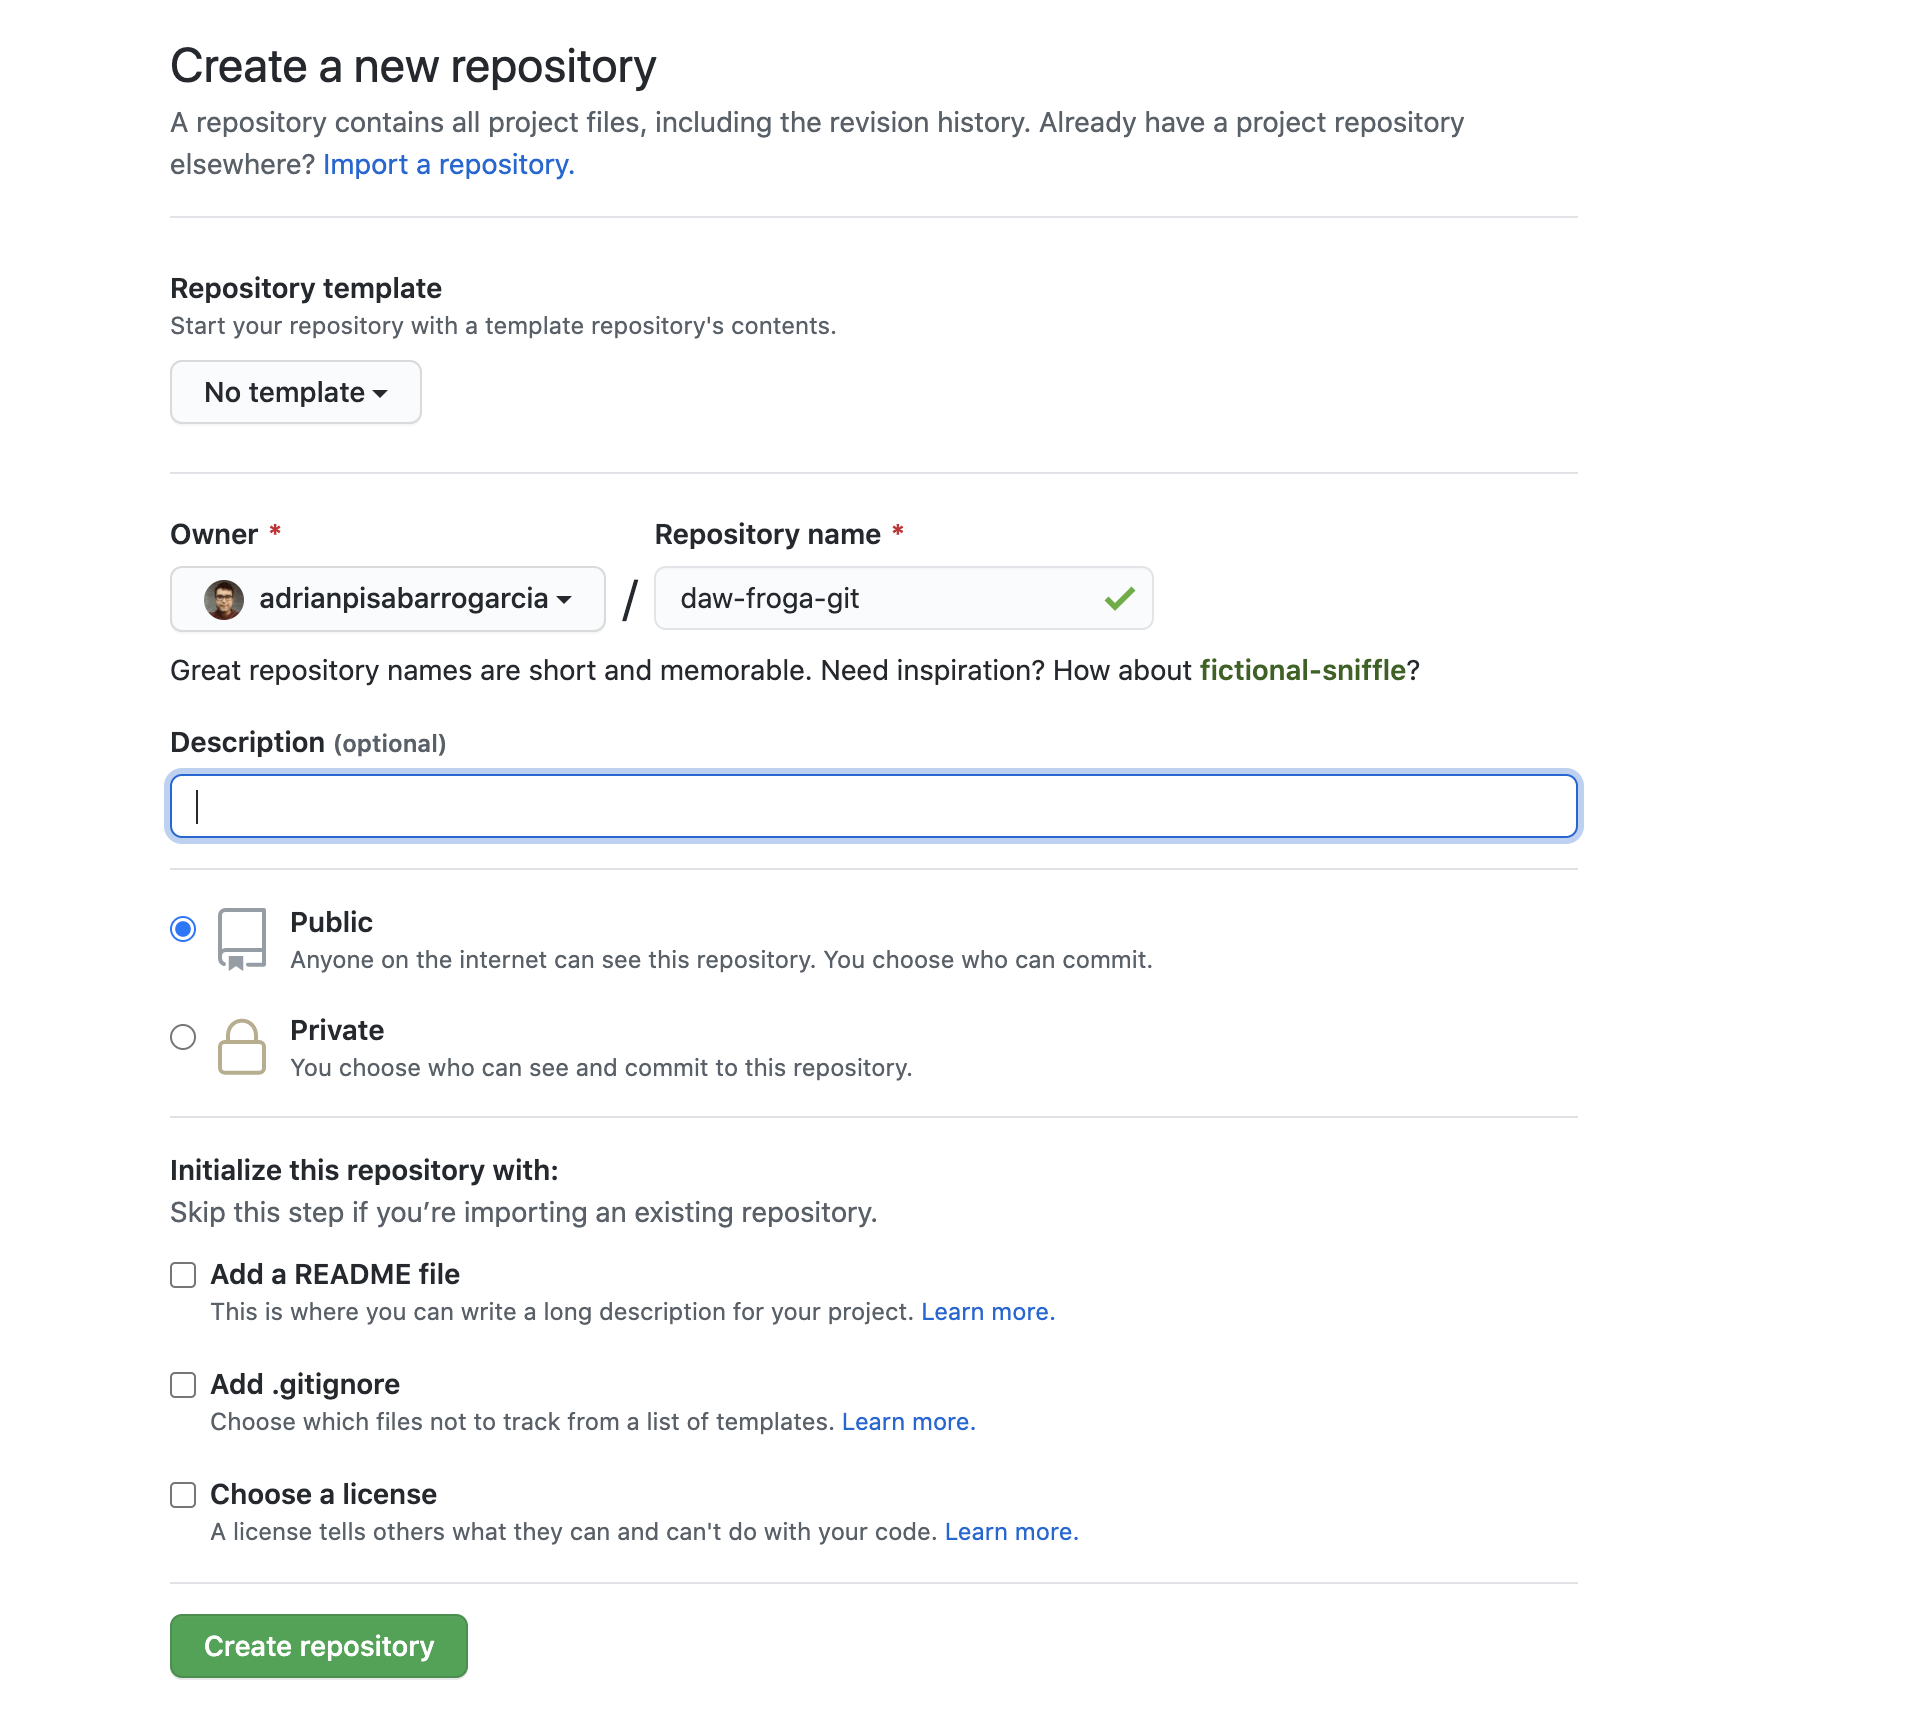 Create a new repository
A repository contains all project files, including the revision history. Already have a project repository
elsewhere? Import a repository.
Repository template
Start your repository with a template repository's contents.
No template
Owner * Repository name *
adrianpisabarrogarcia / daw-froga-git
Great repository names are short and memorable. Need inspiration? How about fictional-sniffle?
Description (optional)
Public
Anyone on the internet can see this repository. You choose who can commit.
Private
You choose who can see and commit to this repository.
Initialize this repository with:
Skip this step if you’re importing an existing repository.
Add a README file
This is where you can write a long description for your project. Learn more.
Add .gitignore
Choose which files not to track from a list of templates. Learn more.
Choose a license
A license tells others what they can and can't do with your code. Learn more.
Create repository